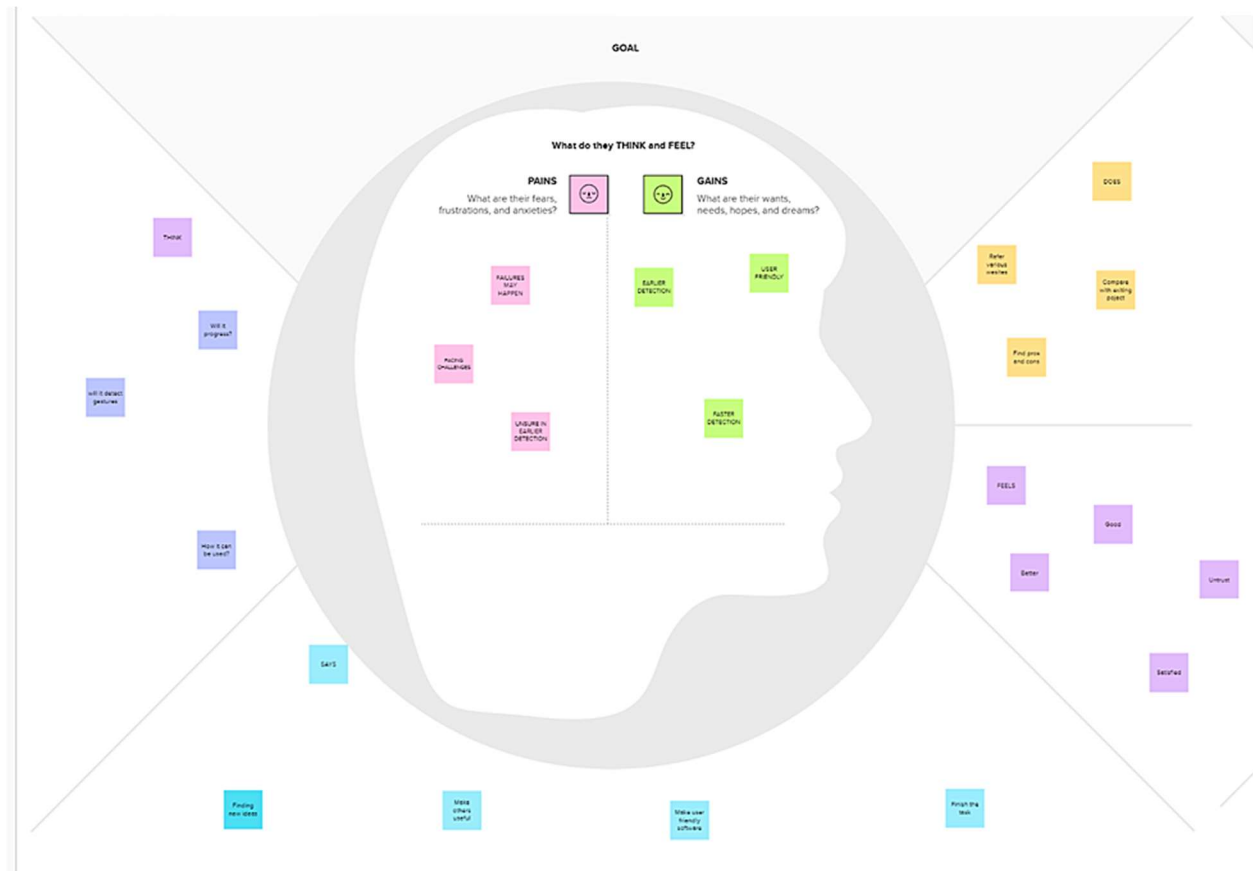 GOAL
What do they THINK and FEEL?
PAINS
What are their fears,
frustrations, and anxieties?
GAINS
What are their wants,
needs, hopes, and dreams?
FAILURES
MAY
HAPPEN
FACING
CHALLENGES
UNSURE IN
EARLIER
DETECTION
EARLIER
DETECTION
USER
FRIENDLY
FASTER
DETECTION
THINK
Will it
progress?
will it detect
gestures
How it can
be used?
SAYS
Finding
new ideas
Make
others
useful
Make user
friendly
software
Finish the
task
DOES
Refer
various
Compare
with exiting
Find pros
and cons
FEELS
Good
Better
Untrust
Satisfied